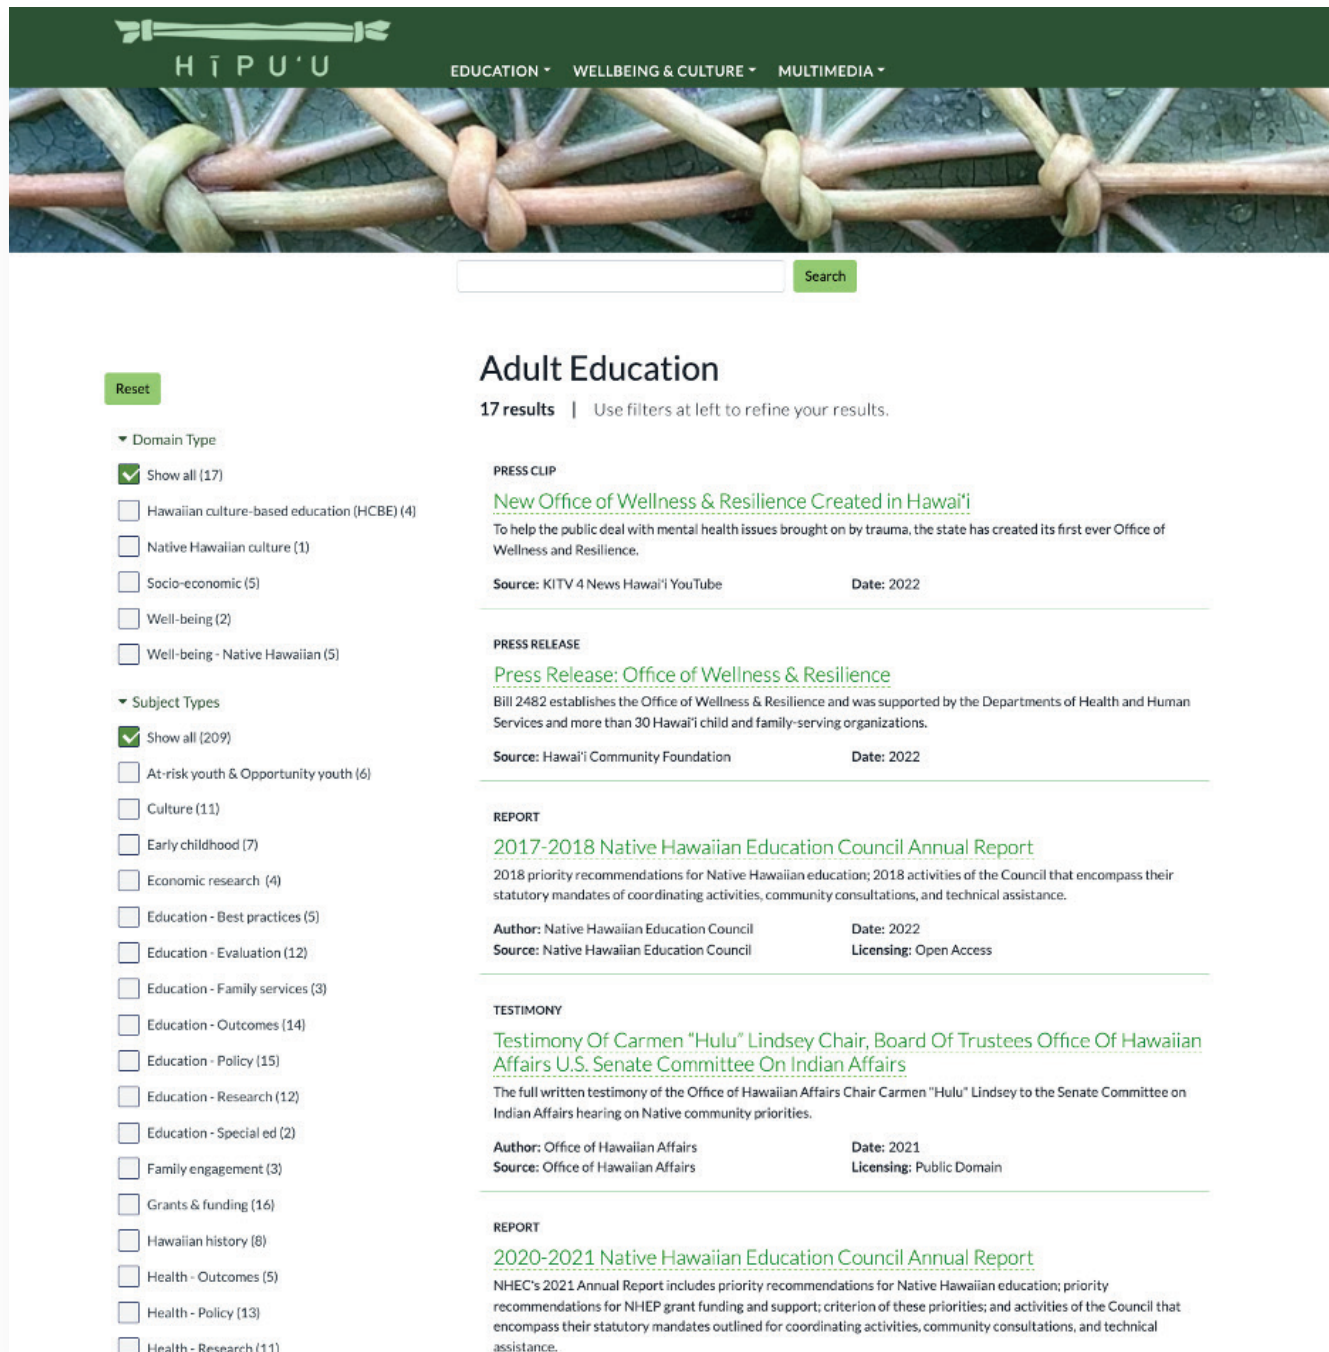 HĪPUʻU
EDUCATION
WELLBEING & CULTURE
MULTIMEDIA
Search
Reset
▾ Domain Type
Show all (17)
Hawaiian culture-based education (HCBE) (4)
Native Hawaiian culture (1)
Socio-economic (5)
Well-being (2)
Well-being - Native Hawaiian (5)
▾ Subject Types
Show all (209)
At-risk youth & Opportunity youth (6)
Culture (11)
Early childhood (7)
Economic research (4)
Education - Best practices (5)
Education - Evaluation (12)
Education - Family services (3)
Education - Outcomes (14)
Education - Policy (15)
Education - Research (12)
Education - Special ed (2)
Family engagement (3)
Grants & funding (16)
Hawaiian history (8)
Health - Outcomes (5)
Health - Policy (13)
Health - Research (11)
Adult Education
17 results | Use filters at left to refine your results.
PRESS CLIP
New Office of Wellness & Resilience Created in Hawaiʻi
To help the public deal with mental health issues brought on by trauma, the state has created its first ever Office of
Wellness and Resilience.
Source: KITV 4 News Hawaiʻi YouTube Date: 2022
PRESS RELEASE
Press Release: Office of Wellness & Resilience
Bill 2482 establishes the Office of Wellness & Resilience and was supported by the Departments of Health and Human
Services and more than 30 Hawaiʻi child and family-serving organizations.
Source: Hawaiʻi Community Foundation Date: 2022
REPORT
2017-2018 Native Hawaiian Education Council Annual Report
2018 priority recommendations for Native Hawaiian education; 2018 activities of the Council that encompass their
statutory mandates of coordinating activities, community consultations, and technical assistance.
Author: Native Hawaiian Education Council Date: 2022
Source: Native Hawaiian Education Council Licensing: Open Access
TESTIMONY
Testimony Of Carmen "Hulu" Lindsey Chair, Board Of Trustees Office Of Hawaiian
Affairs U.S. Senate Committee On Indian Affairs
The full written testimony of the Office of Hawaiian Affairs Chair Carmen "Hulu" Lindsey to the Senate Committee on
Indian Affairs hearing on Native community priorities.
Author: Office of Hawaiian Affairs Date: 2021
Source: Office of Hawaiian Affairs Licensing: Public Domain
REPORT
2020-2021 Native Hawaiian Education Council Annual Report
NHEC's 2021 Annual Report includes priority recommendations for Native Hawaiian education; priority
recommendations for NHEP grant funding and support; criterion of these priorities; and activities of the Council that
encompass their statutory mandates outlined for coordinating activities, community consultations, and technical
assistance.